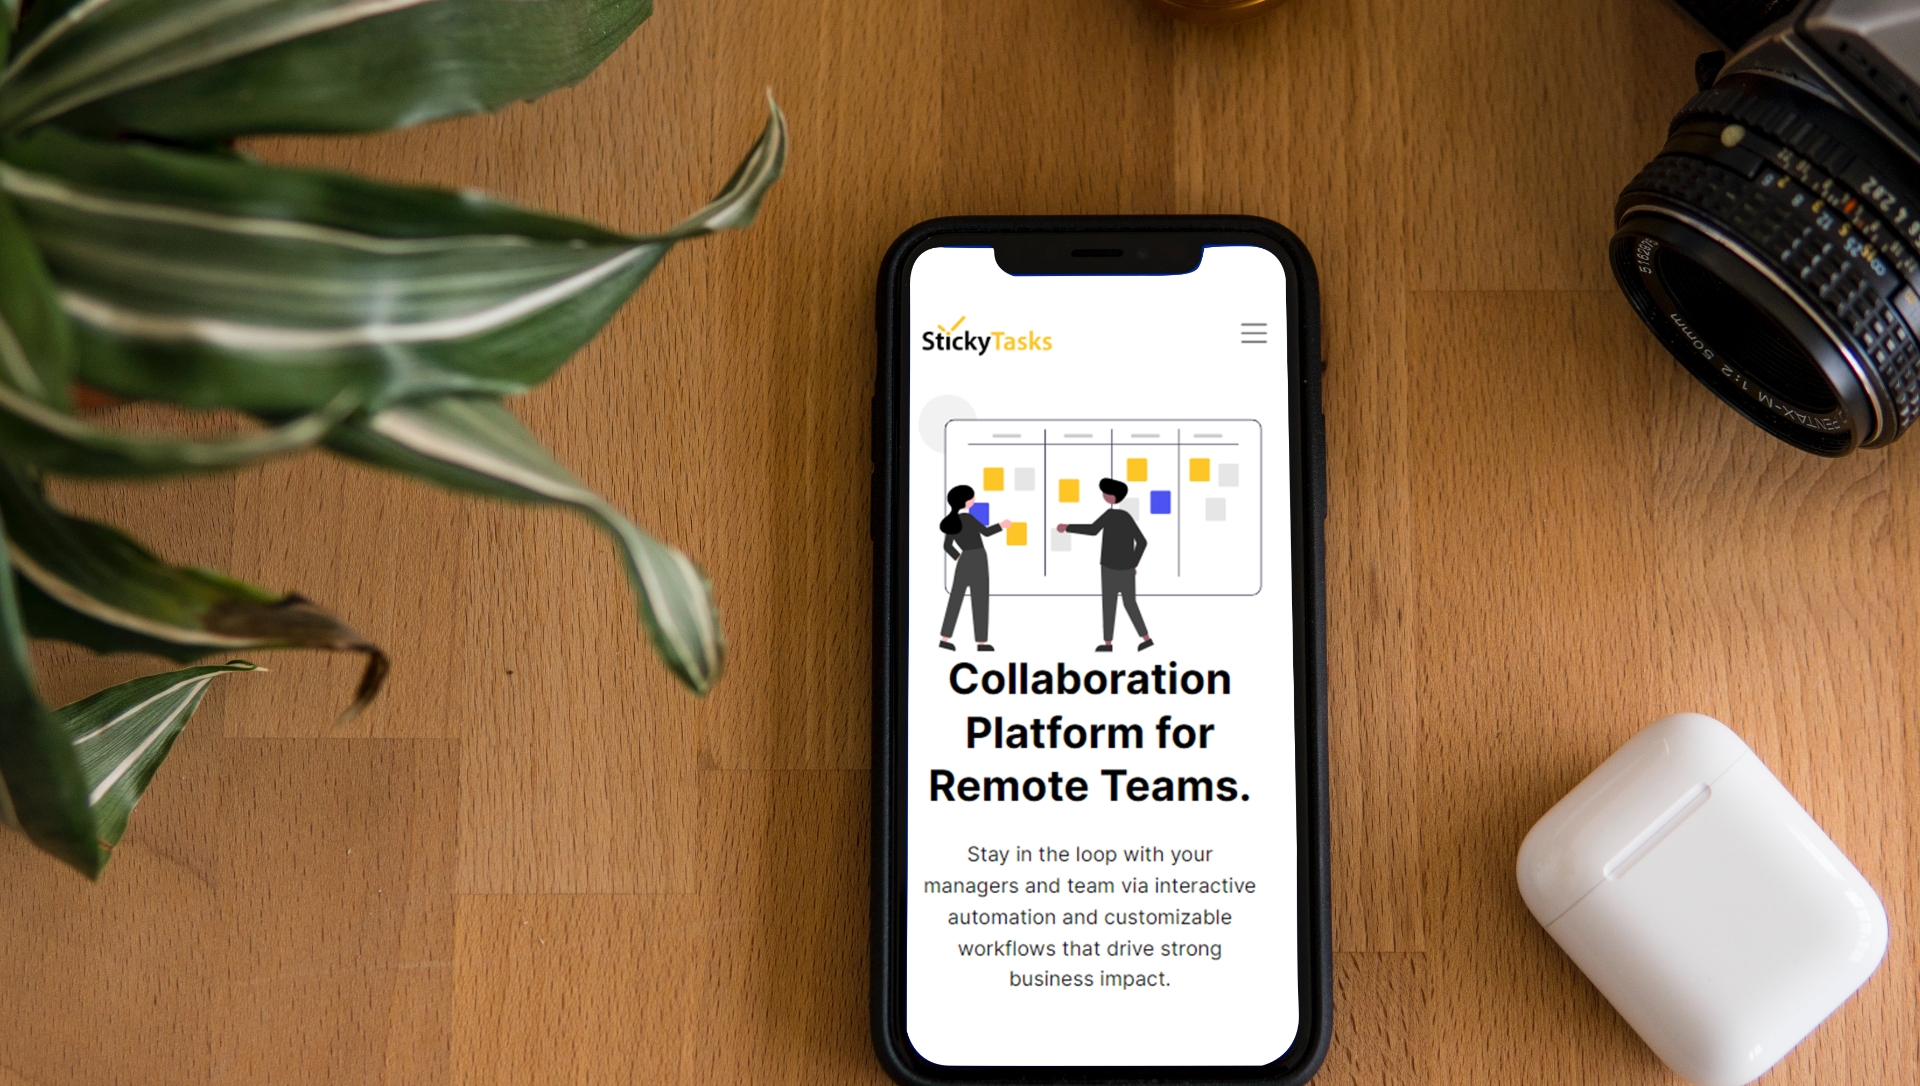 StickyTasks
Collaboration
Platform for
Remote Teams.
Stay in the loop with your
managers and team via interactive
automation and customizable
workflows that drive strong
business impact.
5162975
1:2 50mm